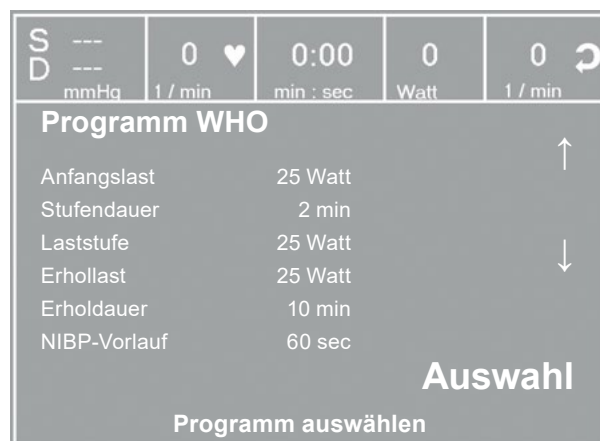 S --- 0 ♥ 0:00 0 0
D --- mmHg 1 / min min : sec Watt 1 / min
Programm WHO
↑
Anfangslast 25 Watt
Stufendauer 2 min
Laststufe 25 Watt
↓
Erhollast 25 Watt
Erholdauer 10 min
NIBP-Vorlauf 60 sec
Auswahl
Programm auswählen